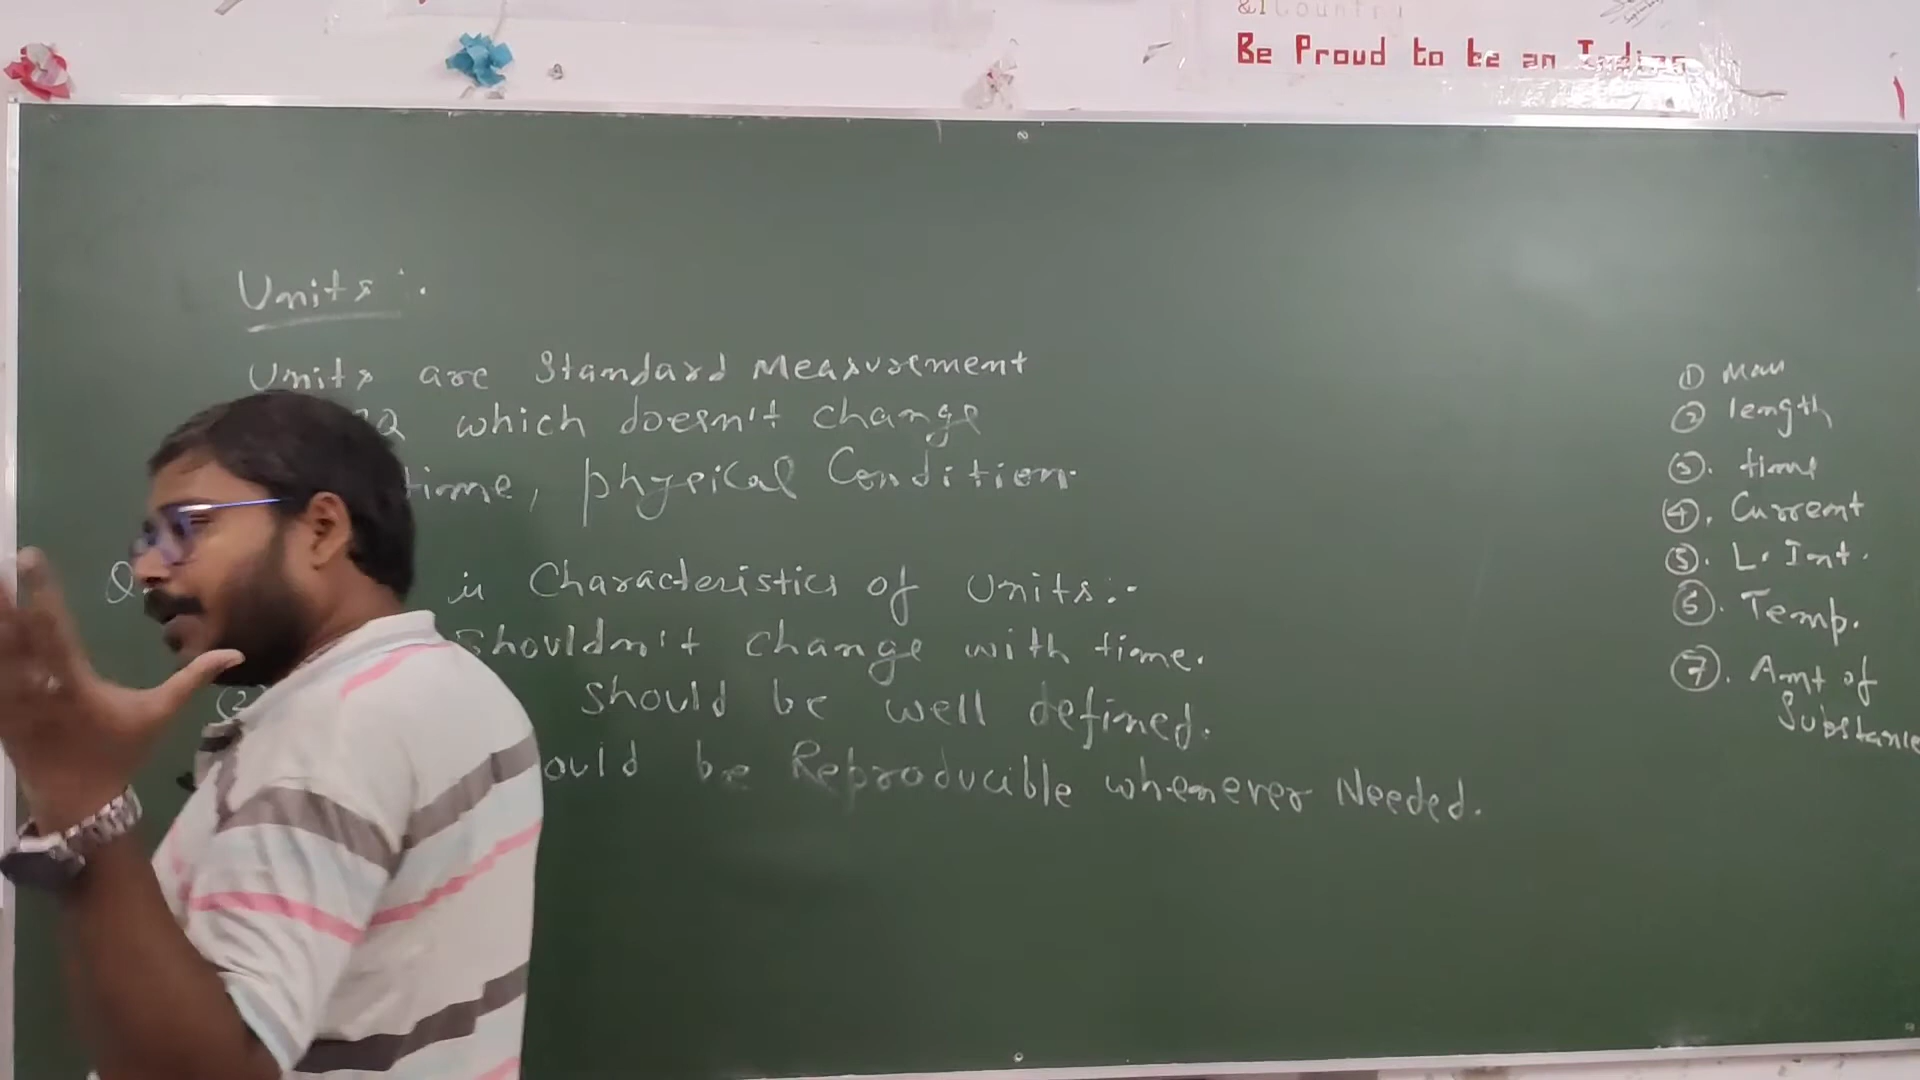 Be Proud to be an Indian
Units :-
Units are Standard Measurement
which doesn't change
time, physical Condition.
Q
is Characteristics of Units:-
Shouldn't change with time.
(2) should be well defined.
ould be Reproducible whenever Needed.
① Mass
② length
③. time
④. Current
⑤. L. Int.
⑥. Temp.
⑦. Amt of
Substance